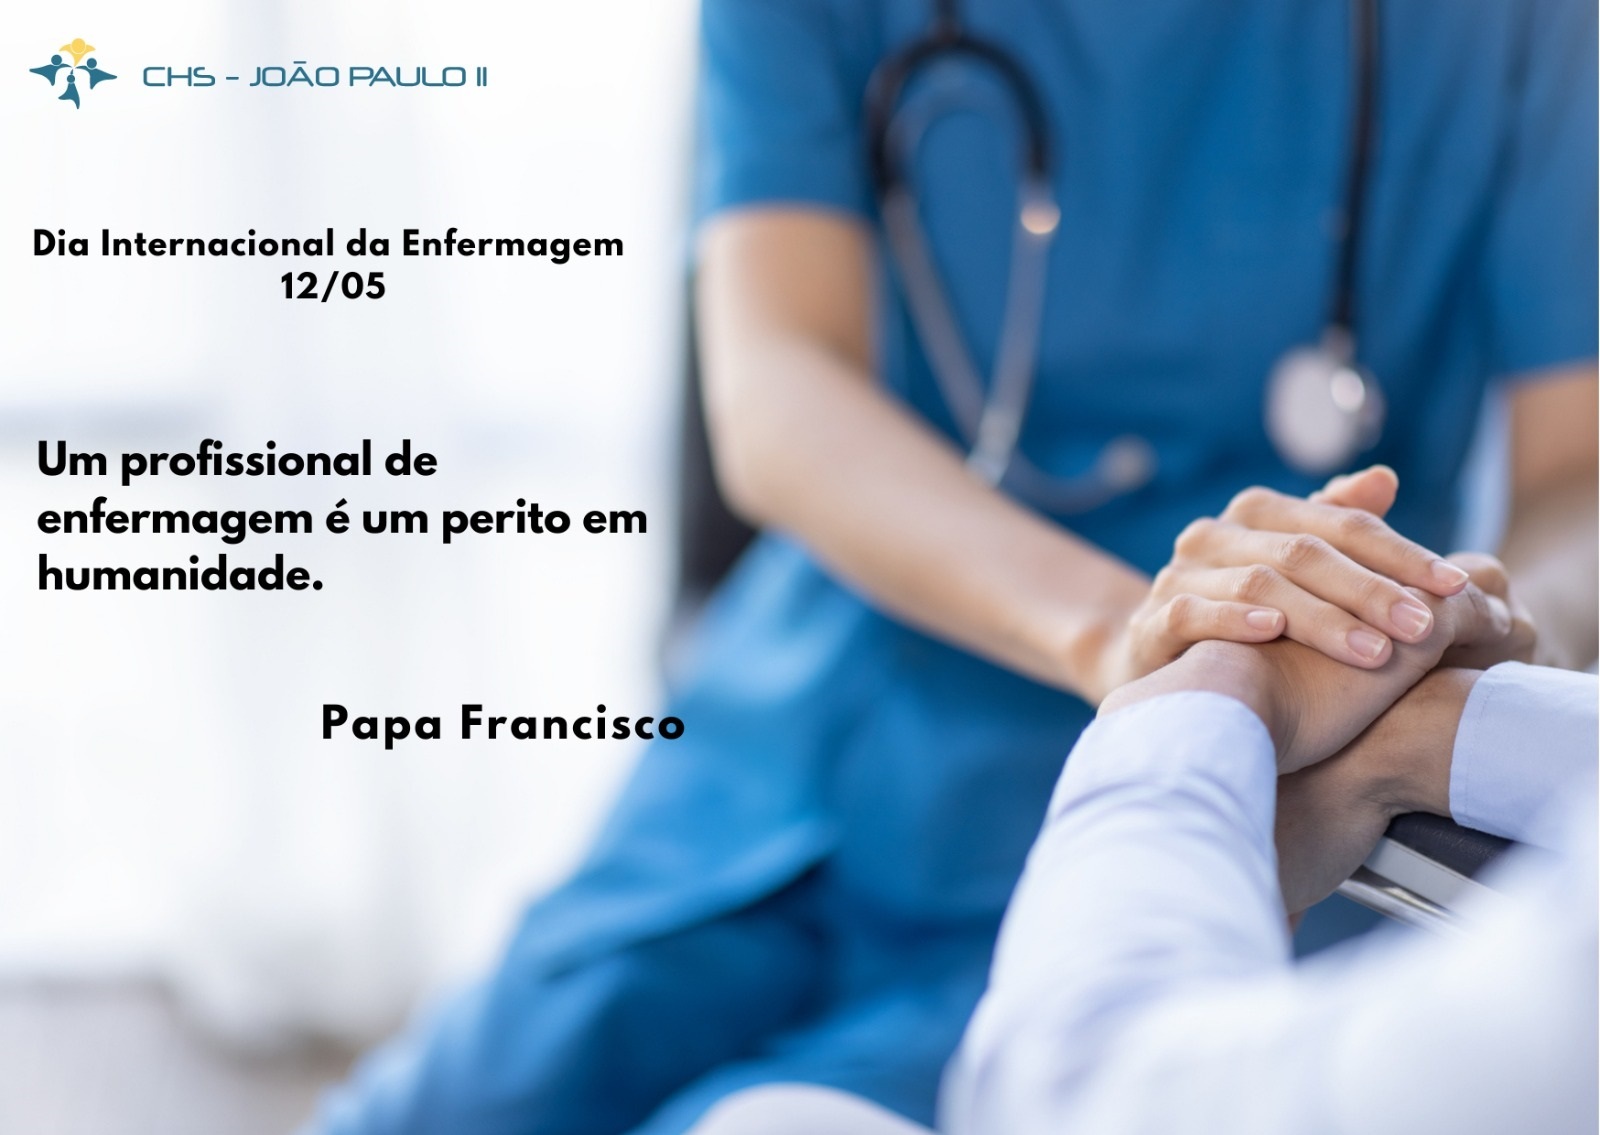 CHS - JOÃO PAULO II
Dia Internacional da Enfermagem
12/05
Um profissional de
enfermagem é um perito em
humanidade.
Papa Francisco